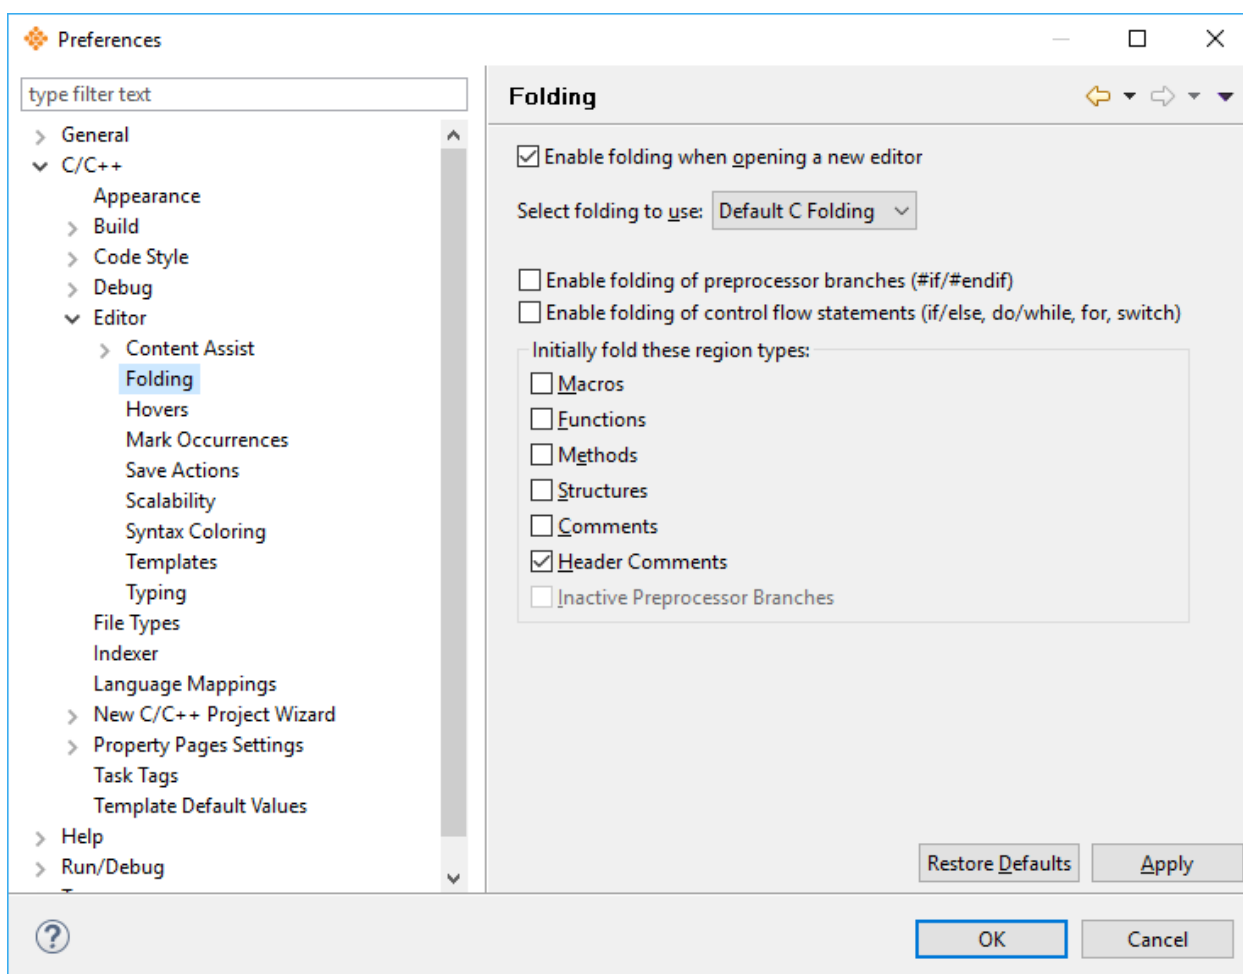 Preferences
type filter text
General
C/C++
Appearance
Build
Code Style
Debug
Editor
Content Assist
Folding
Hovers
Mark Occurrences
Save Actions
Scalability
Syntax Coloring
Templates
Typing
File Types
Indexer
Language Mappings
New C/C++ Project Wizard
Property Pages Settings
Task Tags
Template Default Values
Help
Run/Debug
Folding
Enable folding when opening a new editor
Select folding to use: Default C Folding
Enable folding of preprocessor branches (#if/#endif)
Enable folding of control flow statements (if/else, do/while, for, switch)
Initially fold these region types:
Macros
Functions
Methods
Structures
Comments
Header Comments
Inactive Preprocessor Branches
Restore Defaults Apply
OK Cancel